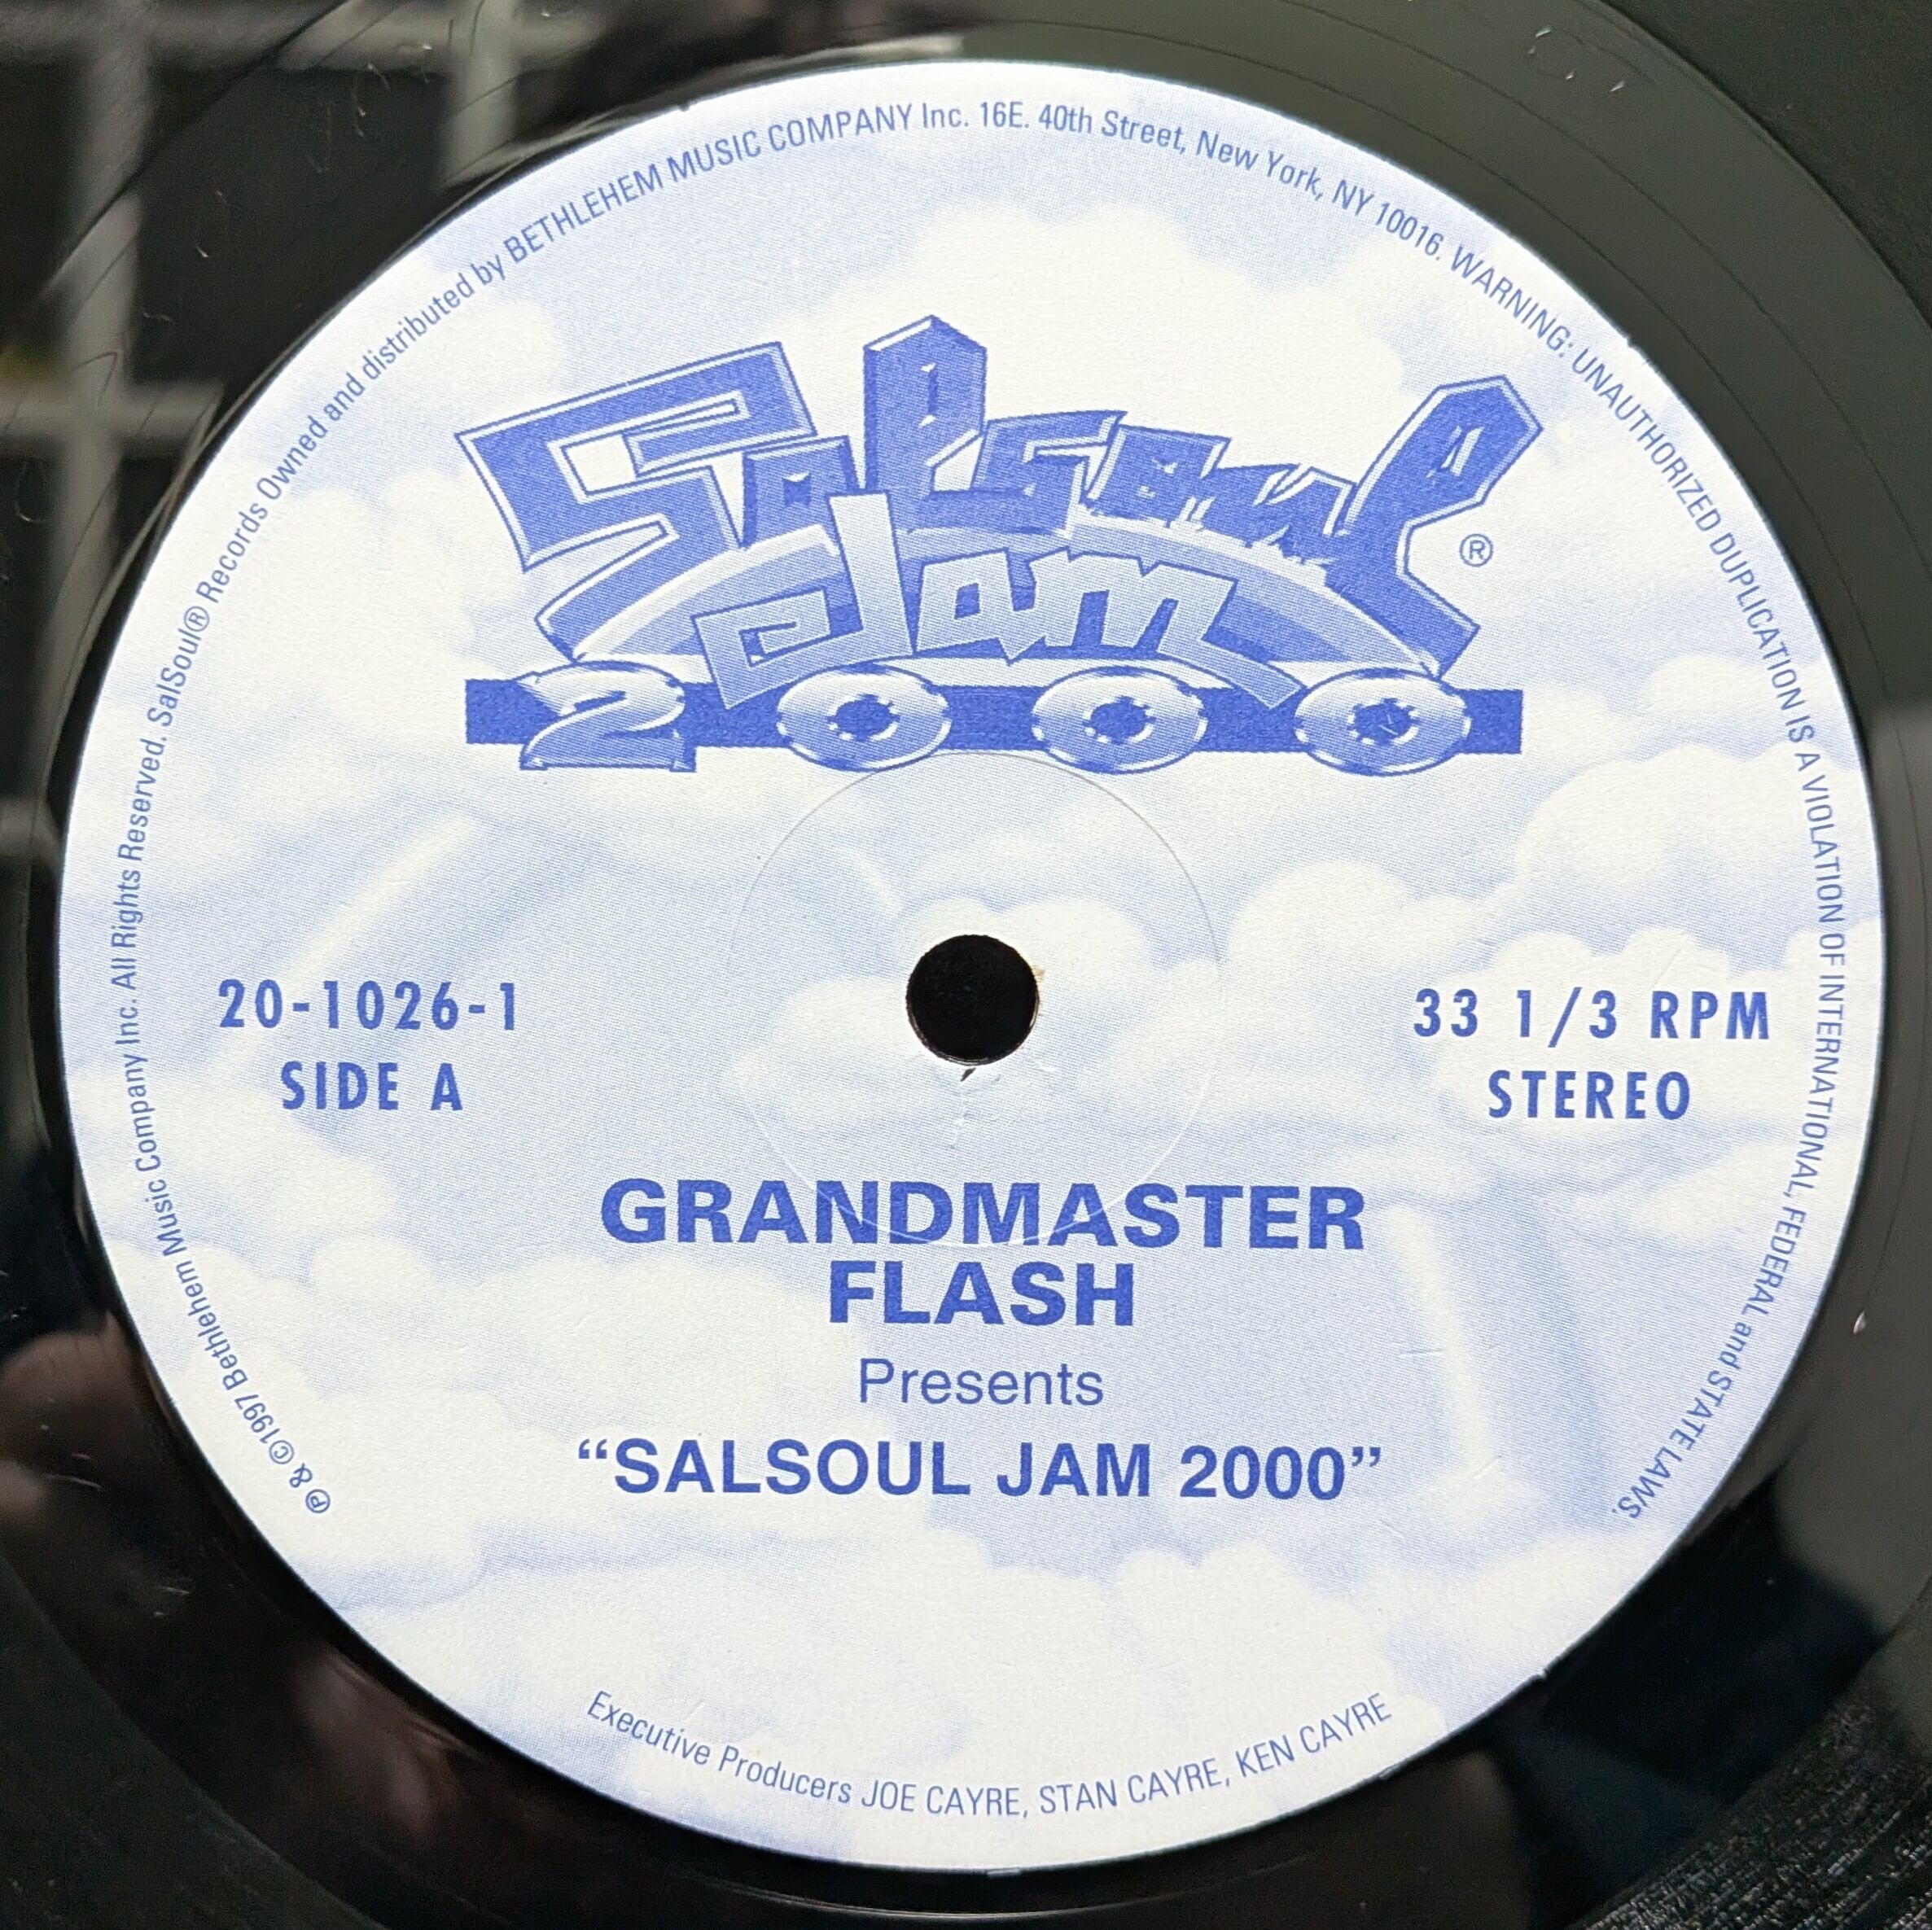 ℗ & ©1997 Bethlehem Music Company Inc. All Rights Reserved. SalSoul® Records Owned and distributed by BETHLEHEM MUSIC COMPANY Inc. 16E. 40th Street, New York, NY 10016. WARNING: UNAUTHORIZED DUPLICATION IS A VIOLATION OF INTERNATIONAL, FEDERAL and STATE LAWS.
Salsoul ®
Jam
2000
20-1026-1
SIDE A
33 1/3 RPM
STEREO
GRANDMASTER
FLASH
Presents
“SALSOUL JAM 2000”
Executive Producers JOE CAYRE, STAN CAYRE, KEN CAYRE